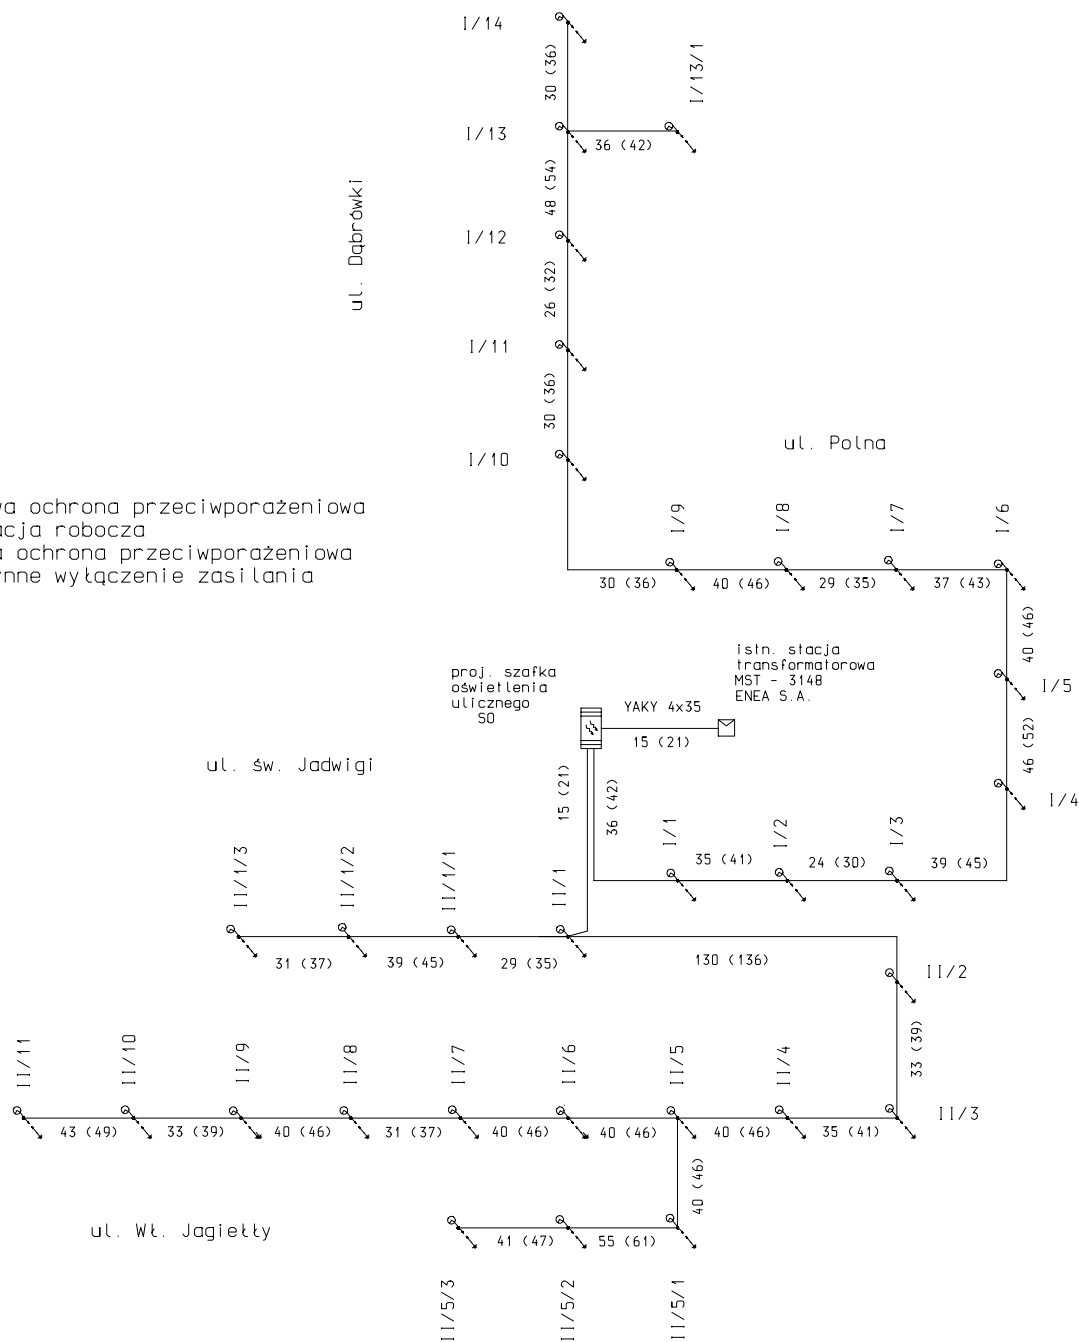 I/14
30 (36)
I/13/1
I/13
36 (42)
48 (54)
ul. Dąbrówki
I/12
26 (32)
I/11
30 (36)
ul. Polna
I/10
wa ochrona przeciwporażeniowa
acja robocza
a ochrona przeciwporażeniowa
ynne wyłączenie zasilania
I/9
I/8
I/7
I/6
30 (36)
40 (46)
29 (35)
37 (43)
40 (46)
istn. stacja
transformatorowa
MST - 3148
ENEA S.A.
proj. szafka
oświetlenia
ulicznego
SO
I/5
YAKY 4x35
15 (21)
46 (52)
ul. św. Jadwigi
15 (21)
36 (42)
I/4
I/1
I/2
I/3
35 (41)
24 (30)
39 (45)
II/1/3
II/1/2
II/1/1
II/1
31 (37)
39 (45)
29 (35)
130 (136)
II/2
33 (39)
II/11
II/10
II/9
II/8
II/7
II/6
II/5
II/4
II/3
43 (49)
33 (39)
40 (46)
31 (37)
40 (46)
40 (46)
40 (46)
35 (41)
40 (46)
ul. Wł. Jagiełły
41 (47)
55 (61)
II/5/3
II/5/2
II/5/1